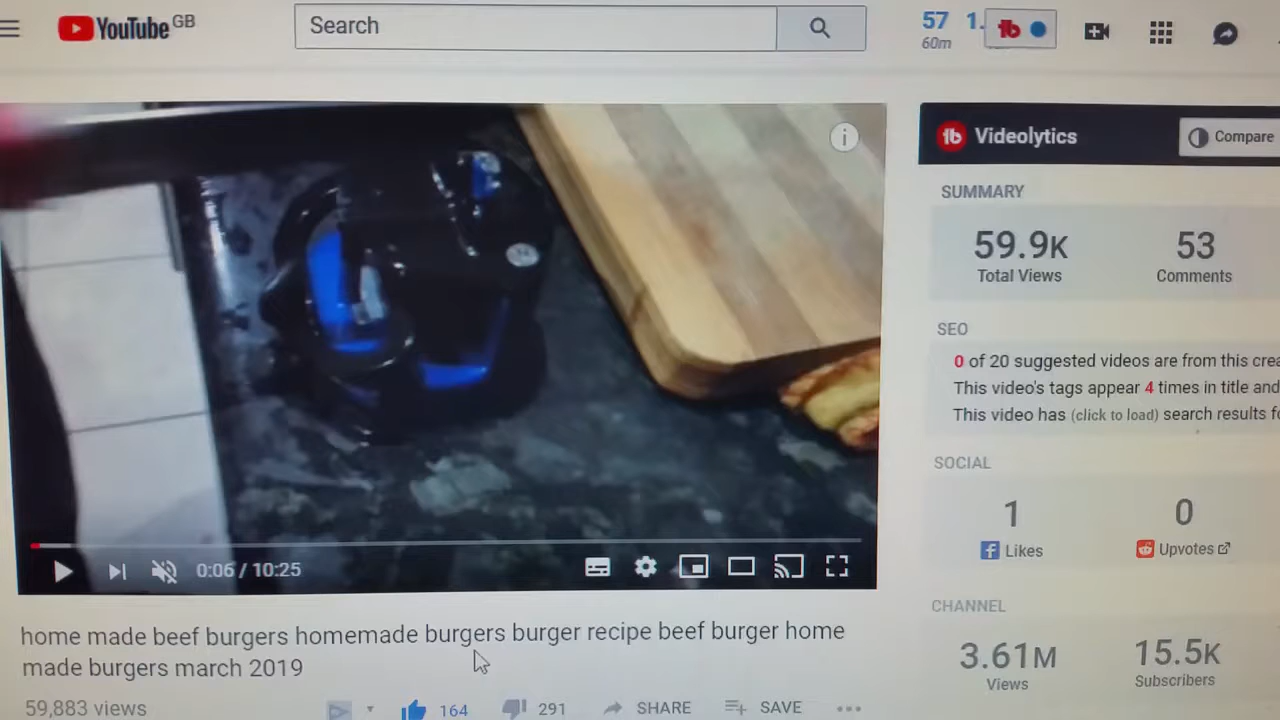 YouTube GB
Search
57 1.
60m
tb
i
tb Videolytics
Compare
SUMMARY
59.9K 53
Total Views Comments
SEO
0 of 20 suggested videos are from this crea
This video's tags appear 4 times in title and
This video has (click to load) search results fo
SOCIAL
1 0
f Likes Upvotes
CHANNEL
3.61M 15.5K
Views Subscribers
0:06 / 10:25
home made beef burgers homemade burgers burger recipe beef burger home
made burgers march 2019
59,883 views
164 291 SHARE SAVE